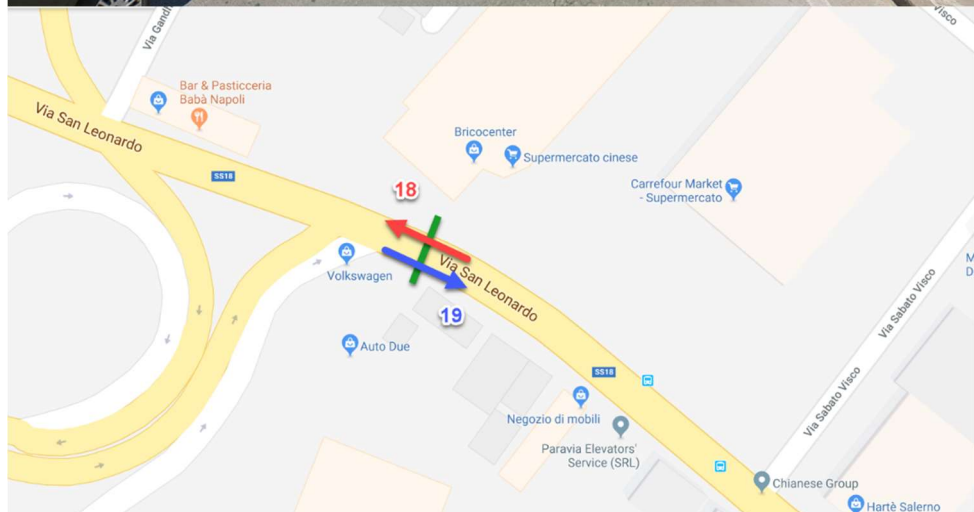 Visco
Via Gandhi
Bar & Pasticceria
Babà Napoli
Via San Leonardo
Bricocenter
Supermercato cinese
SS18
18
Carrefour Market
- Supermercato
Volkswagen
Via San Leonardo
M
D
19
Via Sabato Visco
Auto Due
SS18
Negozio di mobili
Via Sabato Visco
Paravia Elevators'
Service (SRL)
Chianese Group
Hartè Salerno